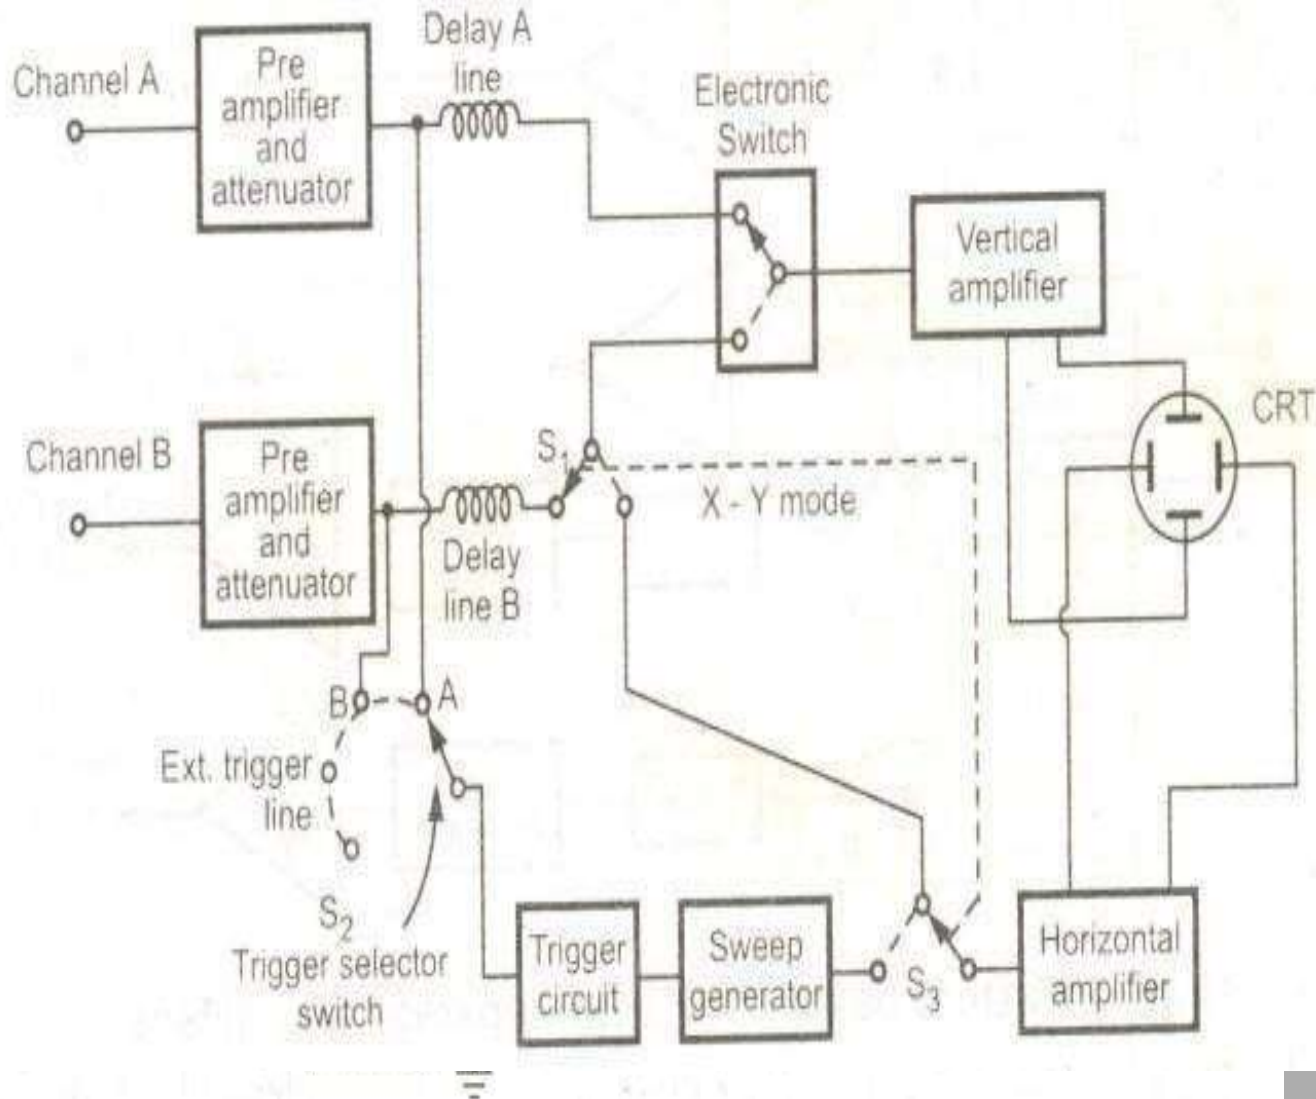 Channel A
Pre
amplifier
and
attenuator
Delay A
line
Electronic
Switch
Vertical
amplifier
CRT
Channel B
Pre
amplifier
and
attenuator
Delay
line B
S1
X - Y mode
B
A
Ext. trigger
line
S2
Trigger selector
switch
Trigger
circuit
Sweep
generator
S3
Horizontal
amplifier